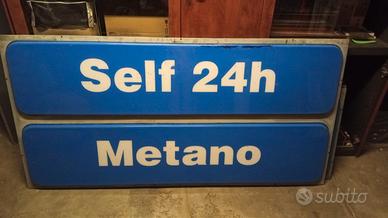 Self 24h
Metano
subito